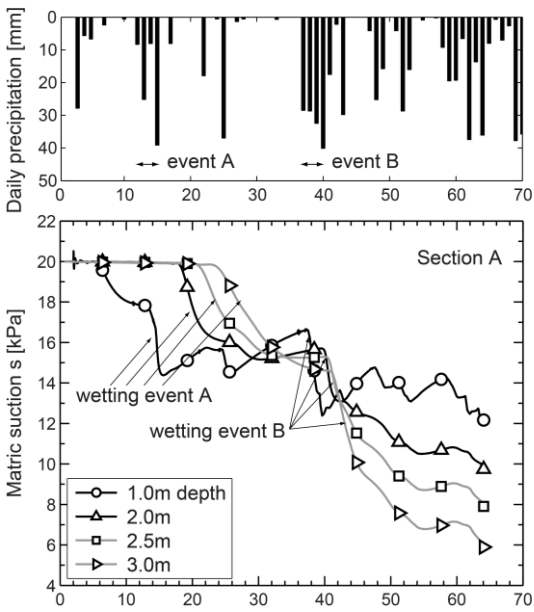 Daily precipitation [mm]
0
10
20
30
40
50
event A
event B
0 10 20 30 40 50 60 70
Matric suction s [kPa]
22
20
18
16
14
12
10
8
6
4
Section A
wetting event A
wetting event B
1.0m depth
2.0m
2.5m
3.0m
0 10 20 30 40 50 60 70